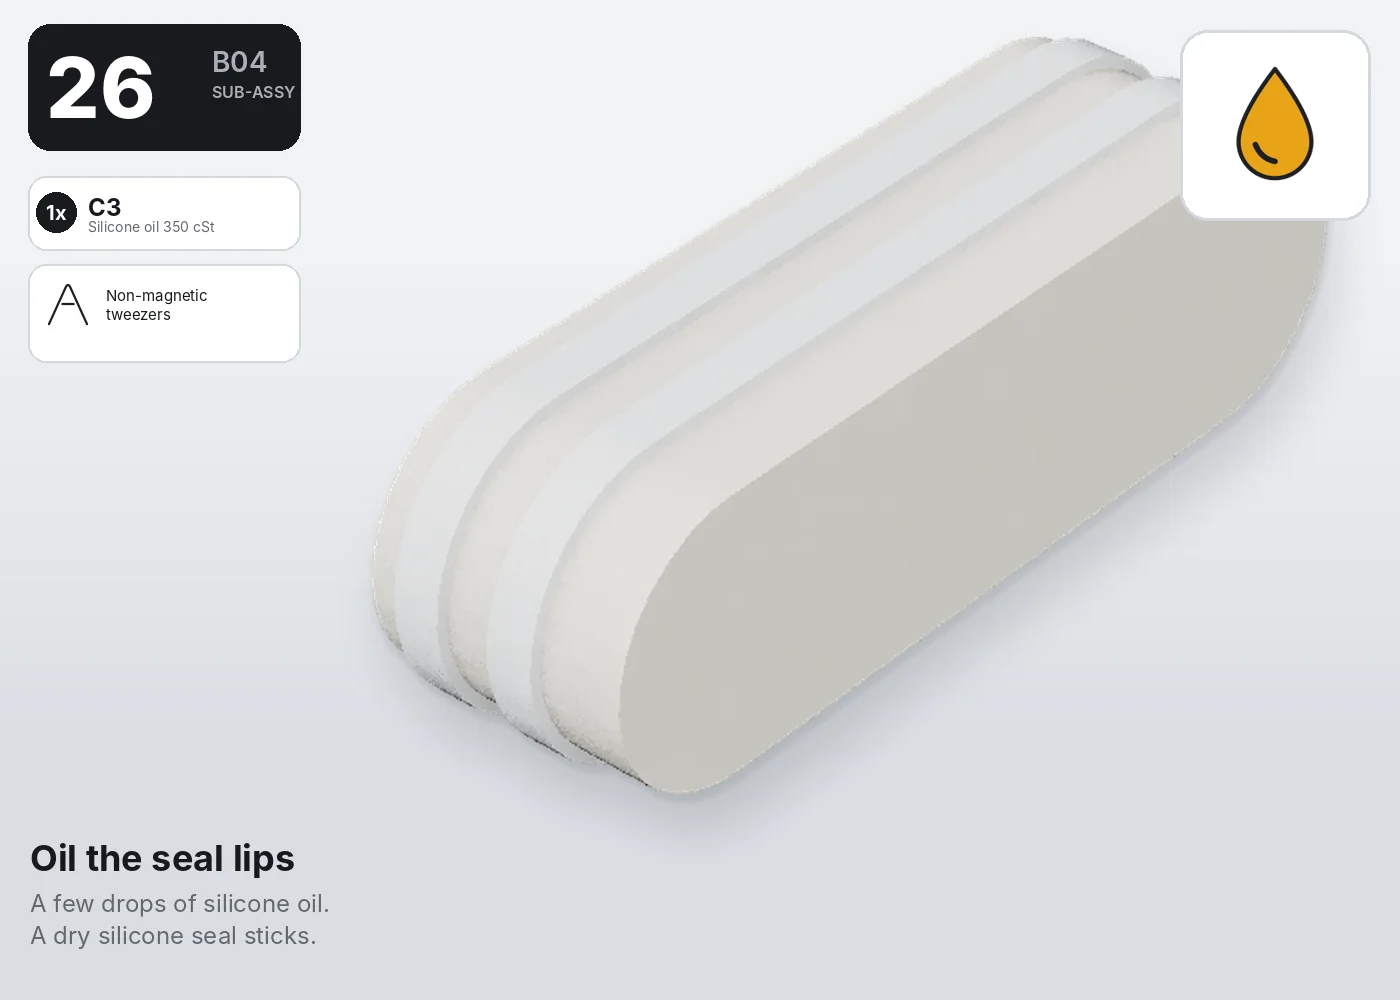 26
B04
SUB-ASSY
1x
C3
Silicone oil 350 cSt
Non-magnetic
tweezers
Oil the seal lips
A few drops of silicone oil.
A dry silicone seal sticks.